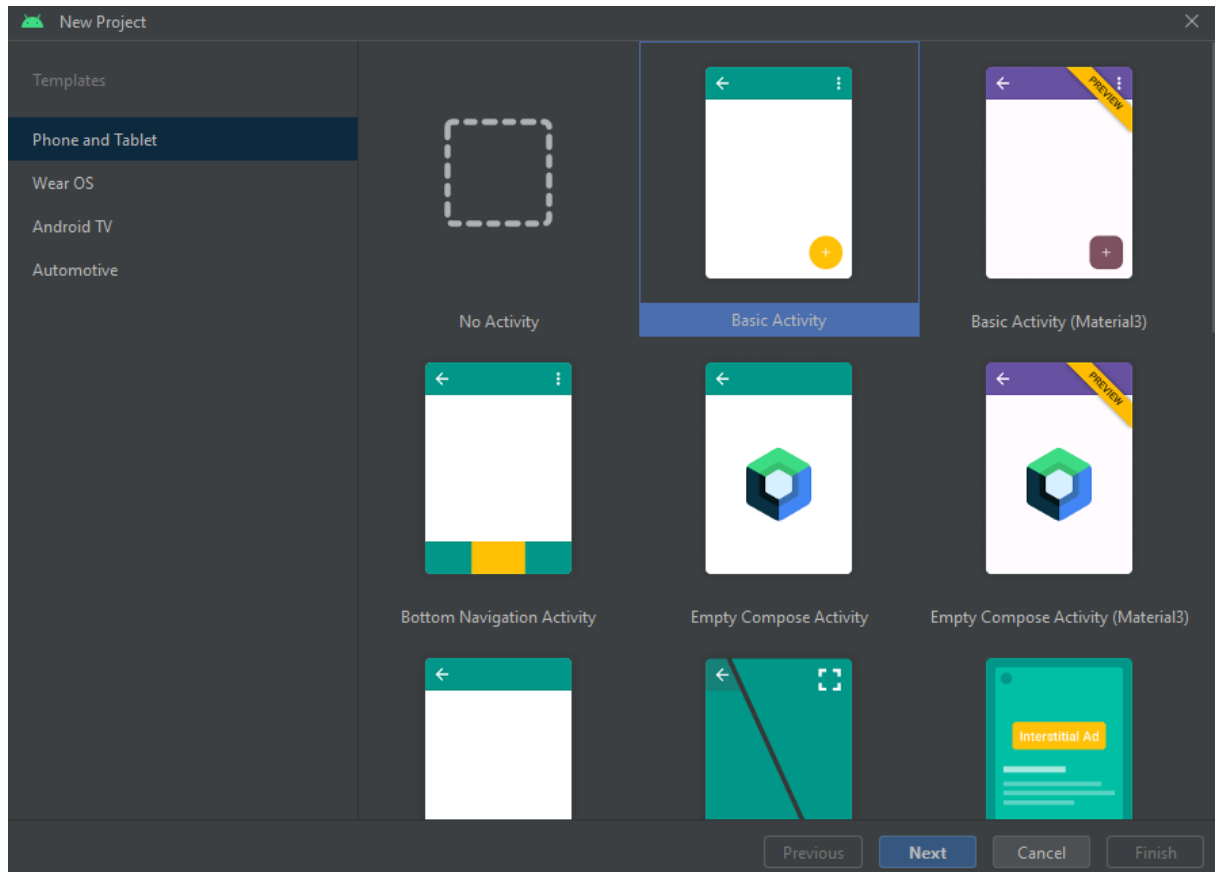 New Project
Templates
Phone and Tablet
Wear OS
Android TV
Automotive
PREVIEW
No Activity
Basic Activity
Basic Activity (Material3)
PREVIEW
Bottom Navigation Activity
Empty Compose Activity
Empty Compose Activity (Material3)
Interstitial Ad
Previous
Next
Cancel
Finish